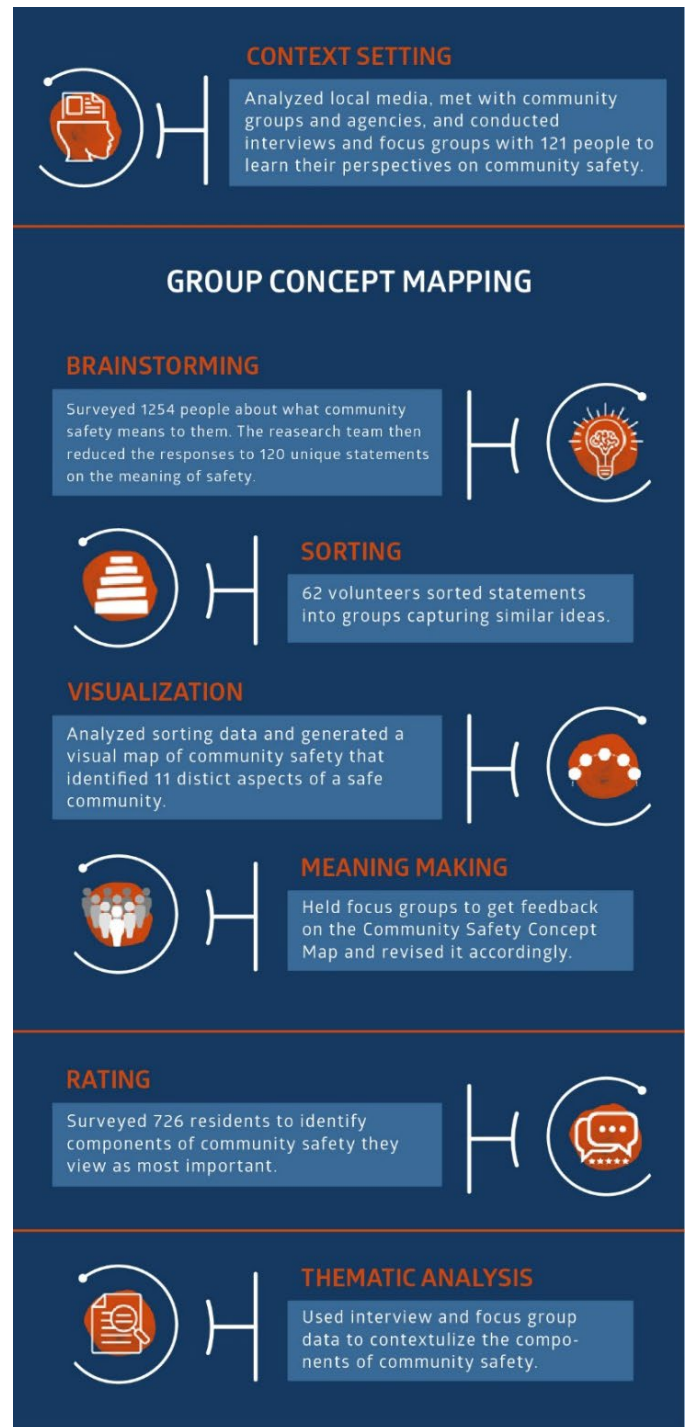 CONTEXT SETTING
Analyzed local media, met with community
groups and agencies, and conducted
interviews and focus groups with 121 people to
learn their perspectives on community safety.
GROUP CONCEPT MAPPING
BRAINSTORMING
Surveyed 1254 people about what community
safety means to them. The reasearch team then
reduced the responses to 120 unique statements
on the meaning of safety.
SORTING
62 volunteers sorted statements
into groups capturing similar ideas.
VISUALIZATION
Analyzed sorting data and generated a
visual map of community safety that
identified 11 distict aspects of a safe
community.
MEANING MAKING
Held focus groups to get feedback
on the Community Safety Concept
Map and revised it accordingly.
RATING
Surveyed 726 residents to identify
components of community safety they
view as most important.
THEMATIC ANALYSIS
Used interview and focus group
data to contextulize the compo-
nents of community safety.